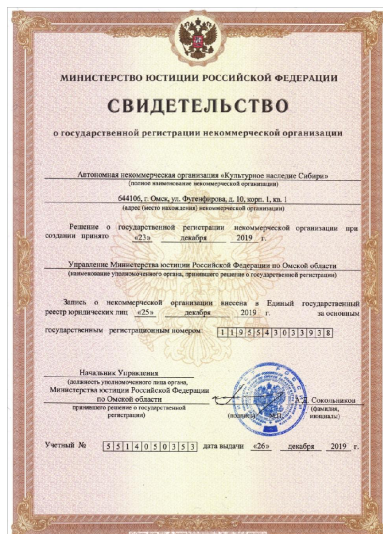 МИНИСТЕРСТВО ЮСТИЦИИ РОССИЙСКОЙ ФЕДЕРАЦИИ
СВИДЕТЕЛЬСТВО
о государственной регистрации некоммерческой организации
Автономная некоммерческая организация «Культурное наследие Сибири»
(полное наименование некоммерческой организации)
644106, г. Омск, ул. Фугенфирова, д. 10, корп. 1, кв. 1
(адрес (место нахождения) некоммерческой организации)
Решение о государственной регистрации некоммерческой организации при
создании принято «23» декабря 2019 г.
Управление Министерства юстиции Российской Федерации по Омской области
(наименование уполномоченного органа, принявшего решение о государственной регистрации)
Запись о некоммерческой организации внесена в Единый государственный
реестр юридических лиц «25» декабря 2019 г. за основным
государственным регистрационным номером: 1195543033938
Начальник Управления
(должность уполномоченного лица органа,
Министерства юстиции Российской Федерации
по Омской области
принявшего решение о государственной
регистрации)
(подпись) М.П.
Сокольников
(фамилия,
инициалы)
Учетный № 5514050353 дата выдачи «26» декабря 2019 г.